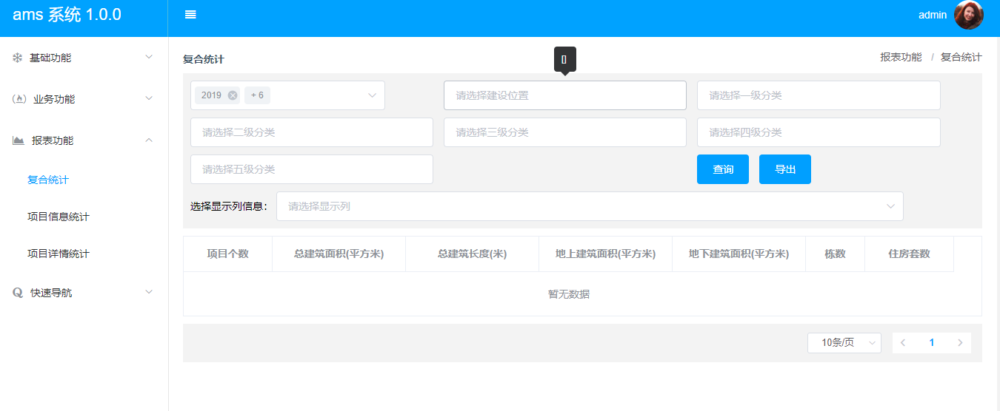 ams 系统 1.0.0
admin
基础功能
业务功能
报表功能
复合统计
项目信息统计
项目详情统计
快速导航
复合统计
[]
报表功能 / 复合统计
2019 + 6
请选择建设位置
请选择一级分类
请选择二级分类
请选择三级分类
请选择四级分类
请选择五级分类
查询
导出
选择显示列信息：
请选择显示列
项目个数 总建筑面积(平方米) 总建筑长度(米) 地上建筑面积(平方米) 地下建筑面积(平方米) 栋数 住房套数
暂无数据
10条/页
1